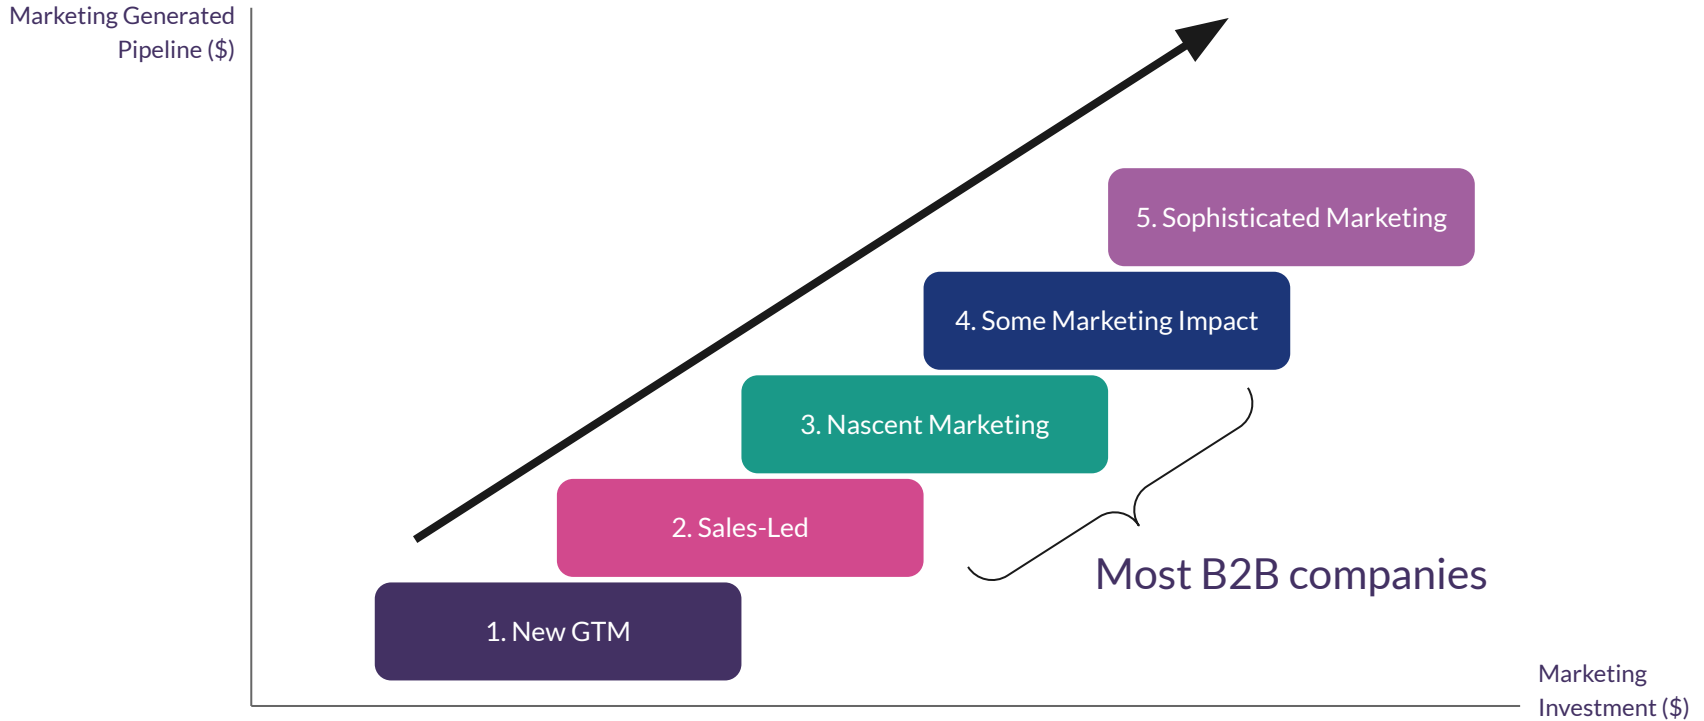 Marketing Generated
Pipeline ($)
5. Sophisticated Marketing
4. Some Marketing Impact
3. Nascent Marketing
2. Sales-Led
Most B2B companies
1. New GTM
Marketing
Investment ($)